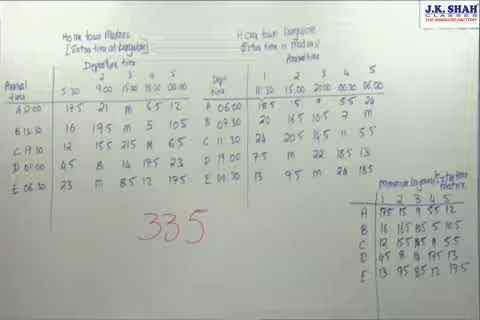 J.K. SHAH
CLASSES
Home town Madras
[Extra time at bangalore]
Departure time
1 2 3 4 5
5:30 9:00 15:00 18:30 00:00
Arrival time
A 12:00 17.5 21 m 6.5 12
B 16 19.5 m 5 10.5
C 17:30 12 15.5 21.5 m 6.5
D 01:00 4.5 8 14 17.5 23
E 06:30 23 m 8.5 12 17.5
Home town bangalore
(Extra time in madras)
Arrival time
Dept time
1 2 3 4 5
11:30 15:00 21:00 00:30 06:00
A 06:00 18.5 15 9 5.5 24
B 07:30 20 16.5 10.5 7 m
C 11:30 24 20.5 14.5 11 5.5
D 19:00 7.5 m 22 18.5 13
E 00:30 13 9.5 m 24 18.5
335
Minimum layover/Extra time matrix
1 2 3 4 5
A 17.5 15 9 5.5 12
B 16 16.5 10.5 5 10.5
C 12 15.5 14.5 11 5.5
D 4.5 8 14 17.5 13
E 13 9.5 8.5 12 17.5